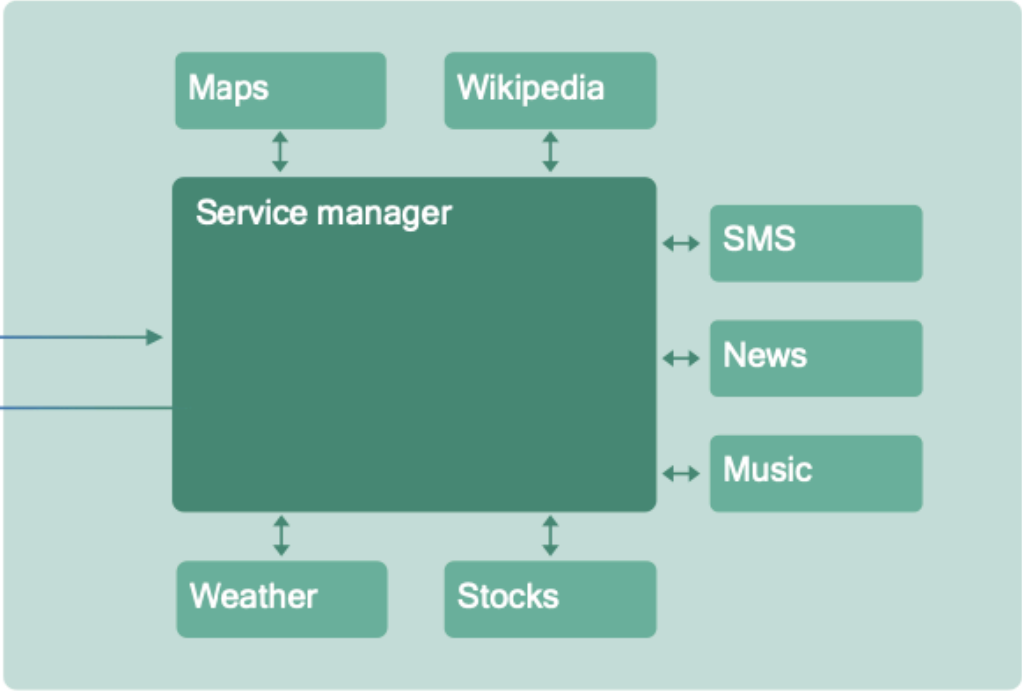 Maps
Wikipedia
Service manager
SMS
News
Music
Weather
Stocks